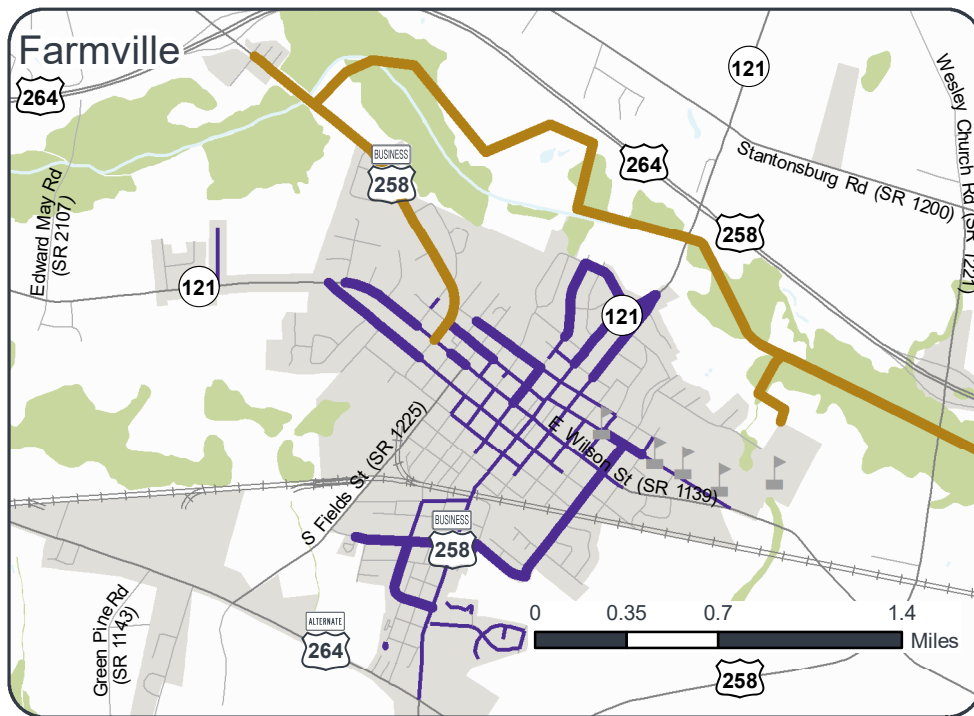 Farmville
264
121
Wesley Church Rd (SR 1221)
BUSINESS
258
264
Stantonsburg Rd (SR 1200)
Edward May Rd
(SR 2107)
258
121
121
S Fields St (SR 1225)
E Wilson St (SR 1139)
BUSINESS
258
Green Pine Rd
(SR 1143)
ALTERNATE
264
0 0.35 0.7 1.4
Miles
258